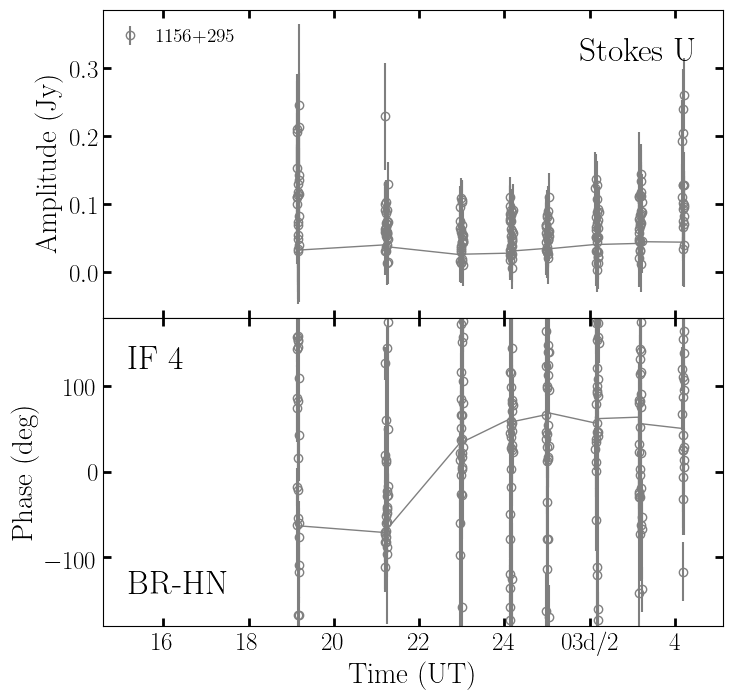 1156+295
Stokes U
Amplitude (Jy)
0.3
0.2
0.1
0.0
IF 4
BR-HN
Phase (deg)
100
0
−100
16 18 20 22 24 03d/2 4
Time (UT)